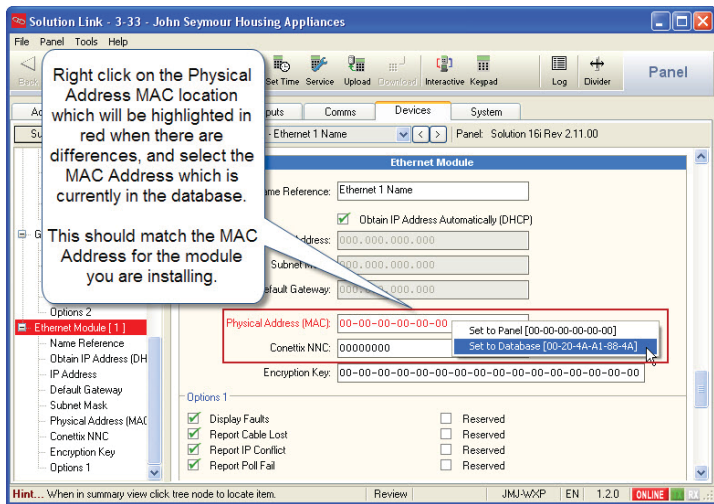 Solution Link - 3-33 - John Seymour Housing Appliances
File Panel Tools Help
Back
Set Time Service Upload Download Interactive Keypad Log Divider Panel
Right click on the Physical
Address MAC location
which will be highlighted in
red when there are
differences, and select the
MAC Address which is
currently in the database.
This should match the MAC
Address for the module
you are installing.
Comms Devices System
- Ethernet 1 Name Panel: Solution 16i Rev 2.11.00
Ethernet Module
Name Reference: Ethernet 1 Name
Obtain IP Address Automatically (DHCP)
000.000.000.000
Subnet 000.000.000.000
Gateway: 000.000.000.000
Physical Address (MAC): 00-00-00-00-00-00
Set to Panel [00-00-00-00-00-00]
Set to Database [00-20-4A-A1-88-4A]
Conettix NNC: 00000000
Encryption Key: 00-00-00-00-00-00-00-00-00-00-00-00-00-00-00-00
Options 2
Ethernet Module [ 1 ]
Name Reference
Obtain IP Address (DH
IP Address
Default Gateway
Subnet Mask
Physical Address (MAC
Conettix NNC
Encryption Key
Options 1
Options 1
Display Faults Reserved
Report Cable Lost Reserved
Report IP Conflict Reserved
Report Poll Fail Reserved
Hint... When in summary view click tree node to locate item. Review JMJ-WXP EN 1.2.0 ONLINE RX